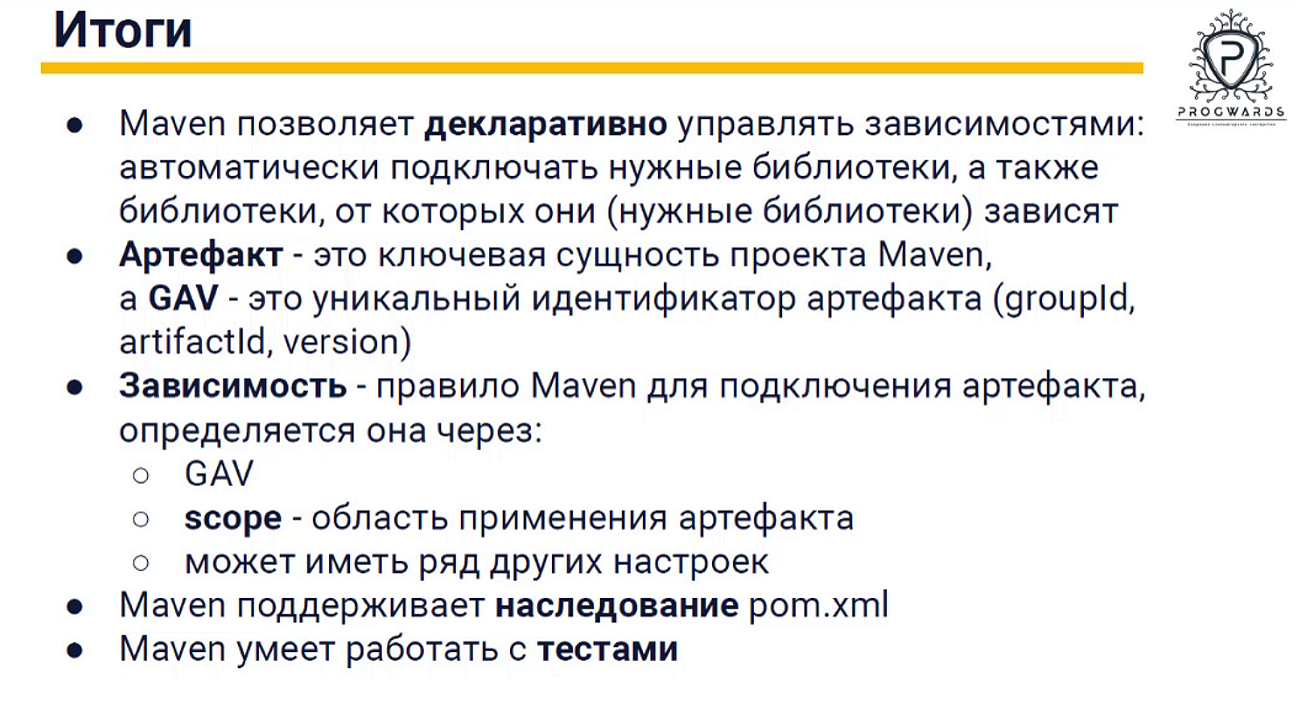 Итоги
PROGWARDS
● Maven позволяет декларативно управлять зависимостями:
автоматически подключать нужные библиотеки, а также
библиотеки, от которых они (нужные библиотеки) зависят
● Артефакт - это ключевая сущность проекта Maven,
а GAV - это уникальный идентификатор артефакта (groupId,
artifactId, version)
● Зависимость - правило Maven для подключения артефакта,
определяется она через:
○ GAV
○ scope - область применения артефакта
○ может иметь ряд других настроек
● Maven поддерживает наследование pom.xml
● Maven умеет работать с тестами